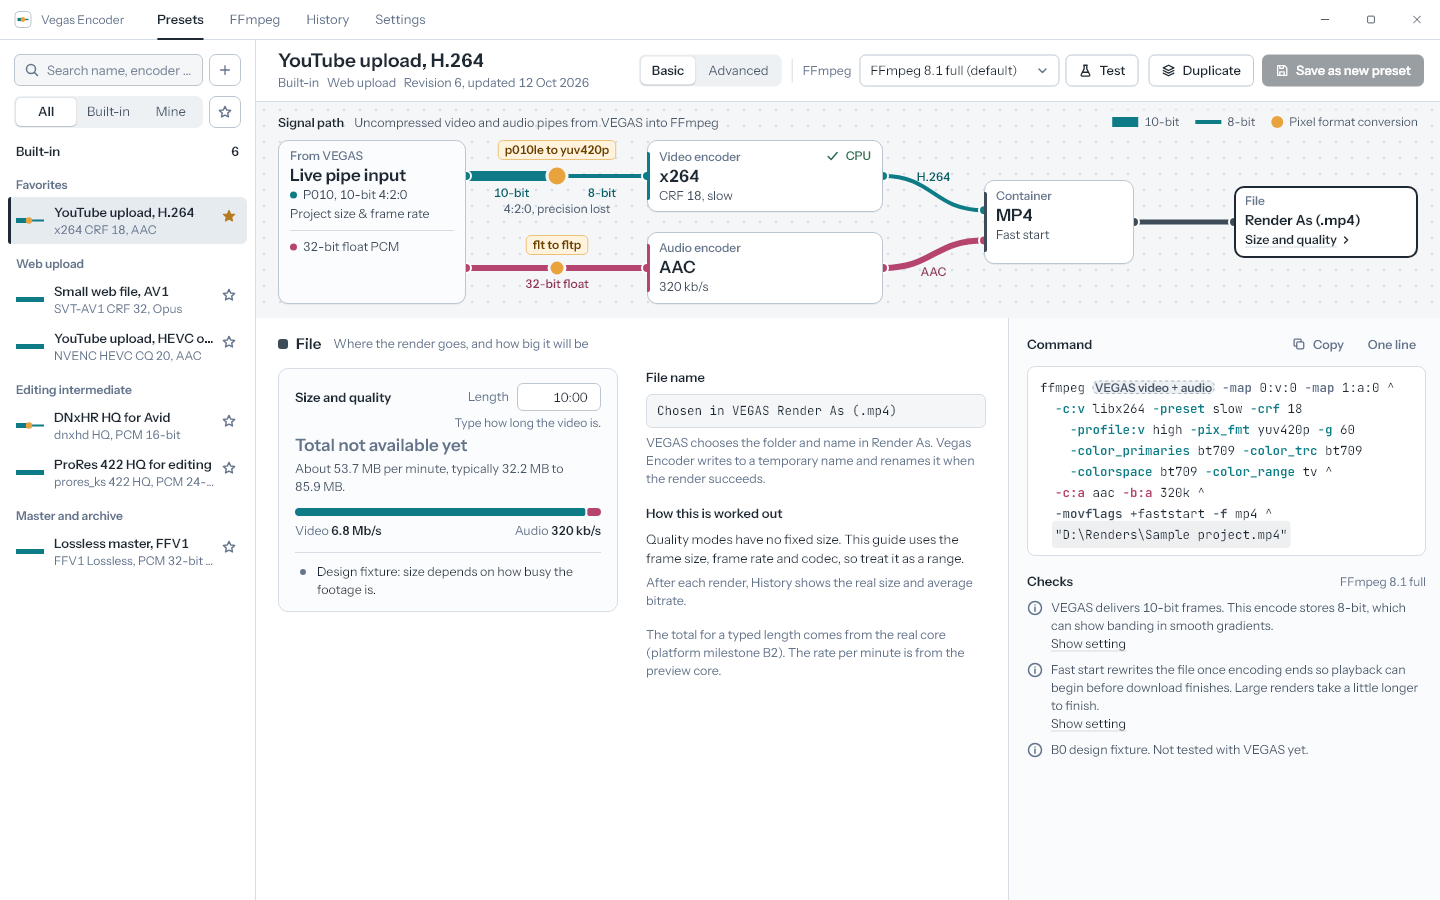 Vegas Encoder
Presets
FFmpeg
History
Settings
Search name, encoder ...
All
Built-in
Mine
Built-in
6
Favorites
YouTube upload, H.264
x264 CRF 18, AAC
Web upload
Small web file, AV1
SVT-AV1 CRF 32, Opus
YouTube upload, HEVC o...
NVENC HEVC CQ 20, AAC
Editing intermediate
DNxHR HQ for Avid
dnxhd HQ, PCM 16-bit
ProRes 422 HQ for editing
prores_ks 422 HQ, PCM 24-...
Master and archive
Lossless master, FFV1
FFV1 Lossless, PCM 32-bit ...
YouTube upload, H.264
Built-in Web upload Revision 6, updated 12 Oct 2026
Basic
Advanced
FFmpeg
FFmpeg 8.1 full (default)
Test
Duplicate
Save as new preset
Signal path Uncompressed video and audio pipes from VEGAS into FFmpeg
10-bit
8-bit
Pixel format conversion
From VEGAS
Live pipe input
P010, 10-bit 4:2:0
Project size & frame rate
32-bit float PCM
p010le to yuv420p
10-bit
8-bit
4:2:0, precision lost
flt to fltp
32-bit float
Video encoder
CPU
x264
CRF 18, slow
Audio encoder
AAC
320 kb/s
H.264
AAC
Container
MP4
Fast start
File
Render As (.mp4)
Size and quality
File Where the render goes, and how big it will be
Size and quality
Length
10:00
Type how long the video is.
Total not available yet
About 53.7 MB per minute, typically 32.2 MB to
85.9 MB.
Video 6.8 Mb/s
Audio 320 kb/s
Design fixture: size depends on how busy the
footage is.
File name
Chosen in VEGAS Render As (.mp4)
VEGAS chooses the folder and name in Render As. Vegas
Encoder writes to a temporary name and renames it when
the render succeeds.
How this is worked out
Quality modes have no fixed size. This guide uses the
frame size, frame rate and codec, so treat it as a range.
After each render, History shows the real size and average
bitrate.
The total for a typed length comes from the real core
(platform milestone B2). The rate per minute is from the
preview core.
Command
Copy
One line
ffmpeg VEGAS video + audio -map 0:v:0 -map 1:a:0 ^
-c:v libx264 -preset slow -crf 18
-profile:v high -pix_fmt yuv420p -g 60
-color_primaries bt709 -color_trc bt709
-colorspace bt709 -color_range tv ^
-c:a aac -b:a 320k ^
-movflags +faststart -f mp4 ^
"D:\Renders\Sample project.mp4"
Checks
FFmpeg 8.1 full
VEGAS delivers 10-bit frames. This encode stores 8-bit, which
can show banding in smooth gradients.
Show setting
Fast start rewrites the file once encoding ends so playback can
begin before download finishes. Large renders take a little longer
to finish.
Show setting
B0 design fixture. Not tested with VEGAS yet.